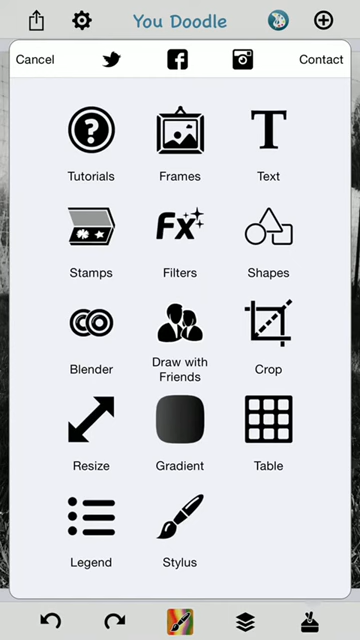 You Doodle
Cancel
Contact
Tutorials
Frames
Text
Stamps
Filters
Shapes
Blender
Draw with
Friends
Crop
Resize
Gradient
Table
Legend
Stylus